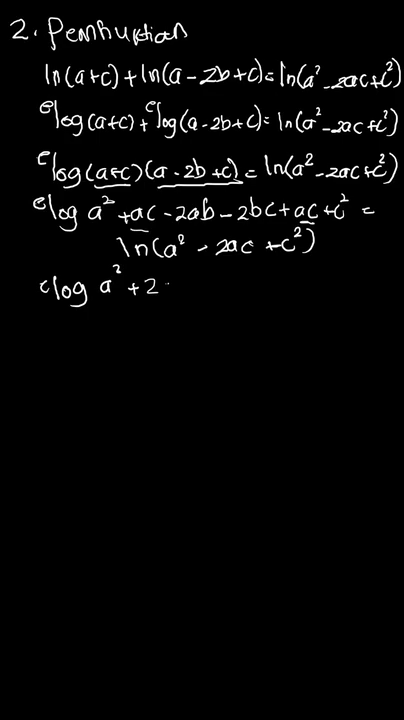 2. Pembuktian
ln(a+c)+ln(a-2b+c)=ln(a²-2ac+c²)
ᵉlog(a+c)+ᵉlog(a-2b+c)=ln(a²-2ac+c²)
ᵉlog(a+c)(a-2b+c)=ln(a²-2ac+c²)
ᵉlog a²+ac-2ab-2bc+ac+c²=
ln(a²-2ac+c²)
ᵉlog a²+2